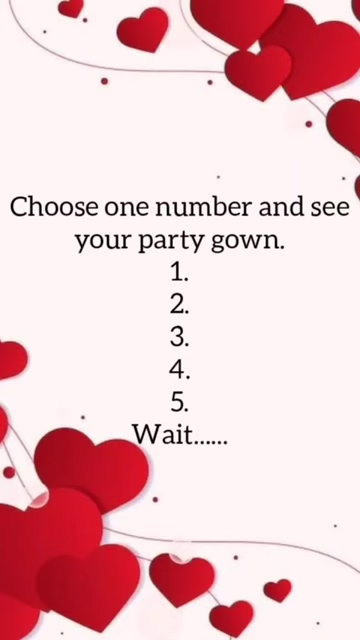 Choose one number and see
your party gown.
1.
2.
3.
4.
5.
Wait......